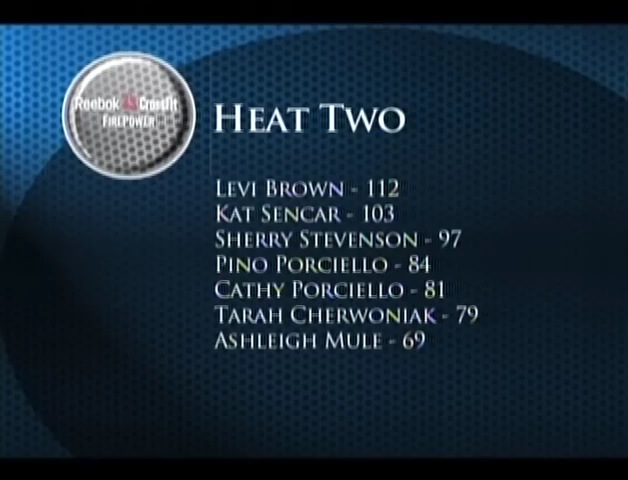 Reebok CrossFit
FIREPOWER
HEAT TWO
LEVI BROWN - 112
KAT SENCAR - 103
SHERRY STEVENSON - 97
PINO PORCIELLO - 84
CATHY PORCIELLO - 81
TARAH CHERWONIAK - 79
ASHLEIGH MULE - 69